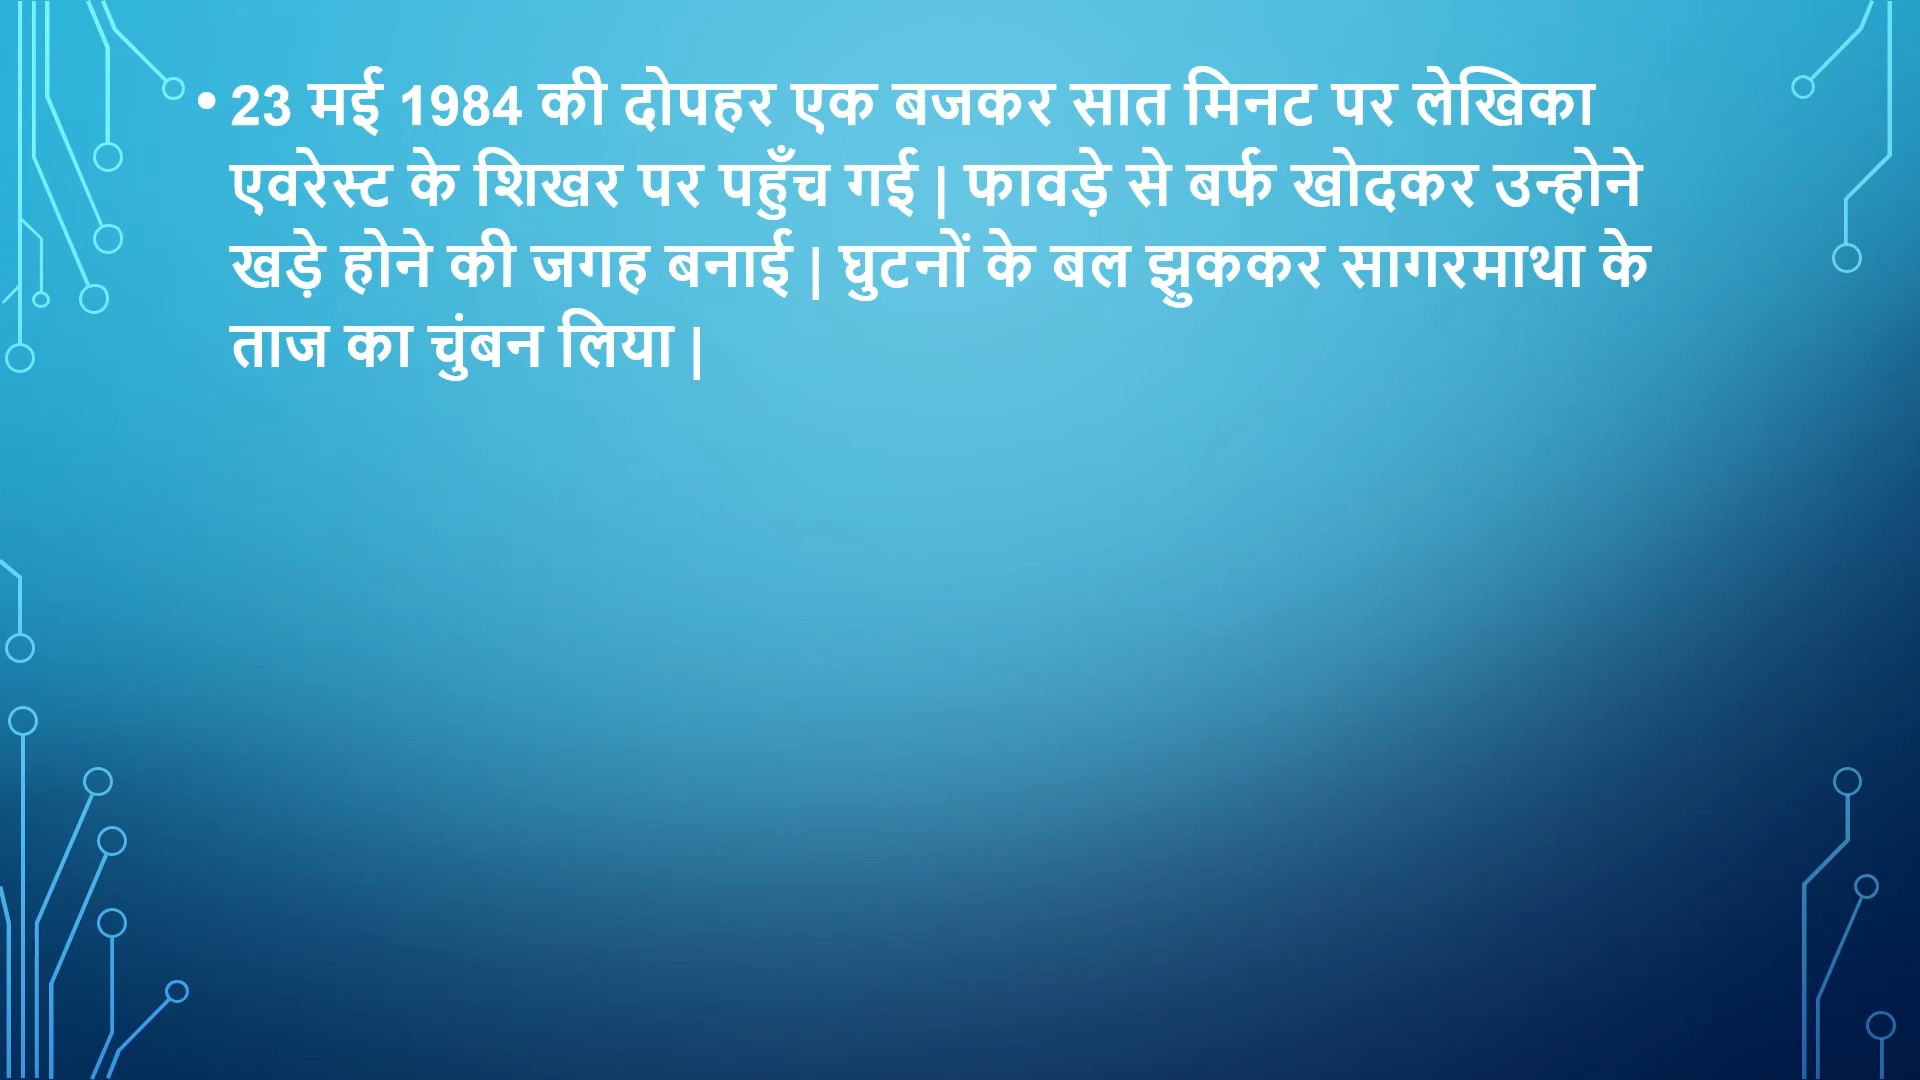 • 23 मई 1984 की दोपहर एक बजकर सात मिनट पर लेखिका
एवरेस्ट के शिखर पर पहुँच गई | फावड़े से बर्फ खोदकर उन्होने
खड़े होने की जगह बनाई | घुटनों के बल झुककर सागरमाथा के
ताज का चुंबन लिया |